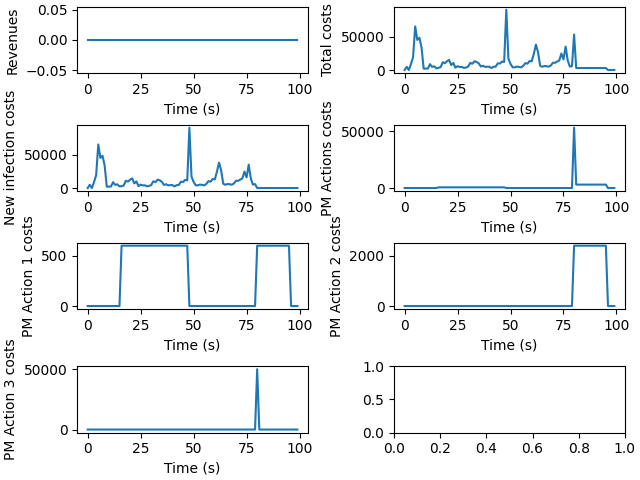 Revenues
0.05
0.00
−0.05
0 25 50 75 100
Time (s)
Total costs
50000
0
0 25 50 75 100
Time (s)
New infection costs
50000
0
0 25 50 75 100
Time (s)
PM Actions costs
50000
0
0 25 50 75 100
Time (s)
PM Action 1 costs
500
0
0 25 50 75 100
Time (s)
PM Action 2 costs
2000
0
0 25 50 75 100
Time (s)
PM Action 3 costs
50000
0
0 25 50 75 100
Time (s)
1.0
0.5
0.0
0.0 0.2 0.4 0.6 0.8 1.0